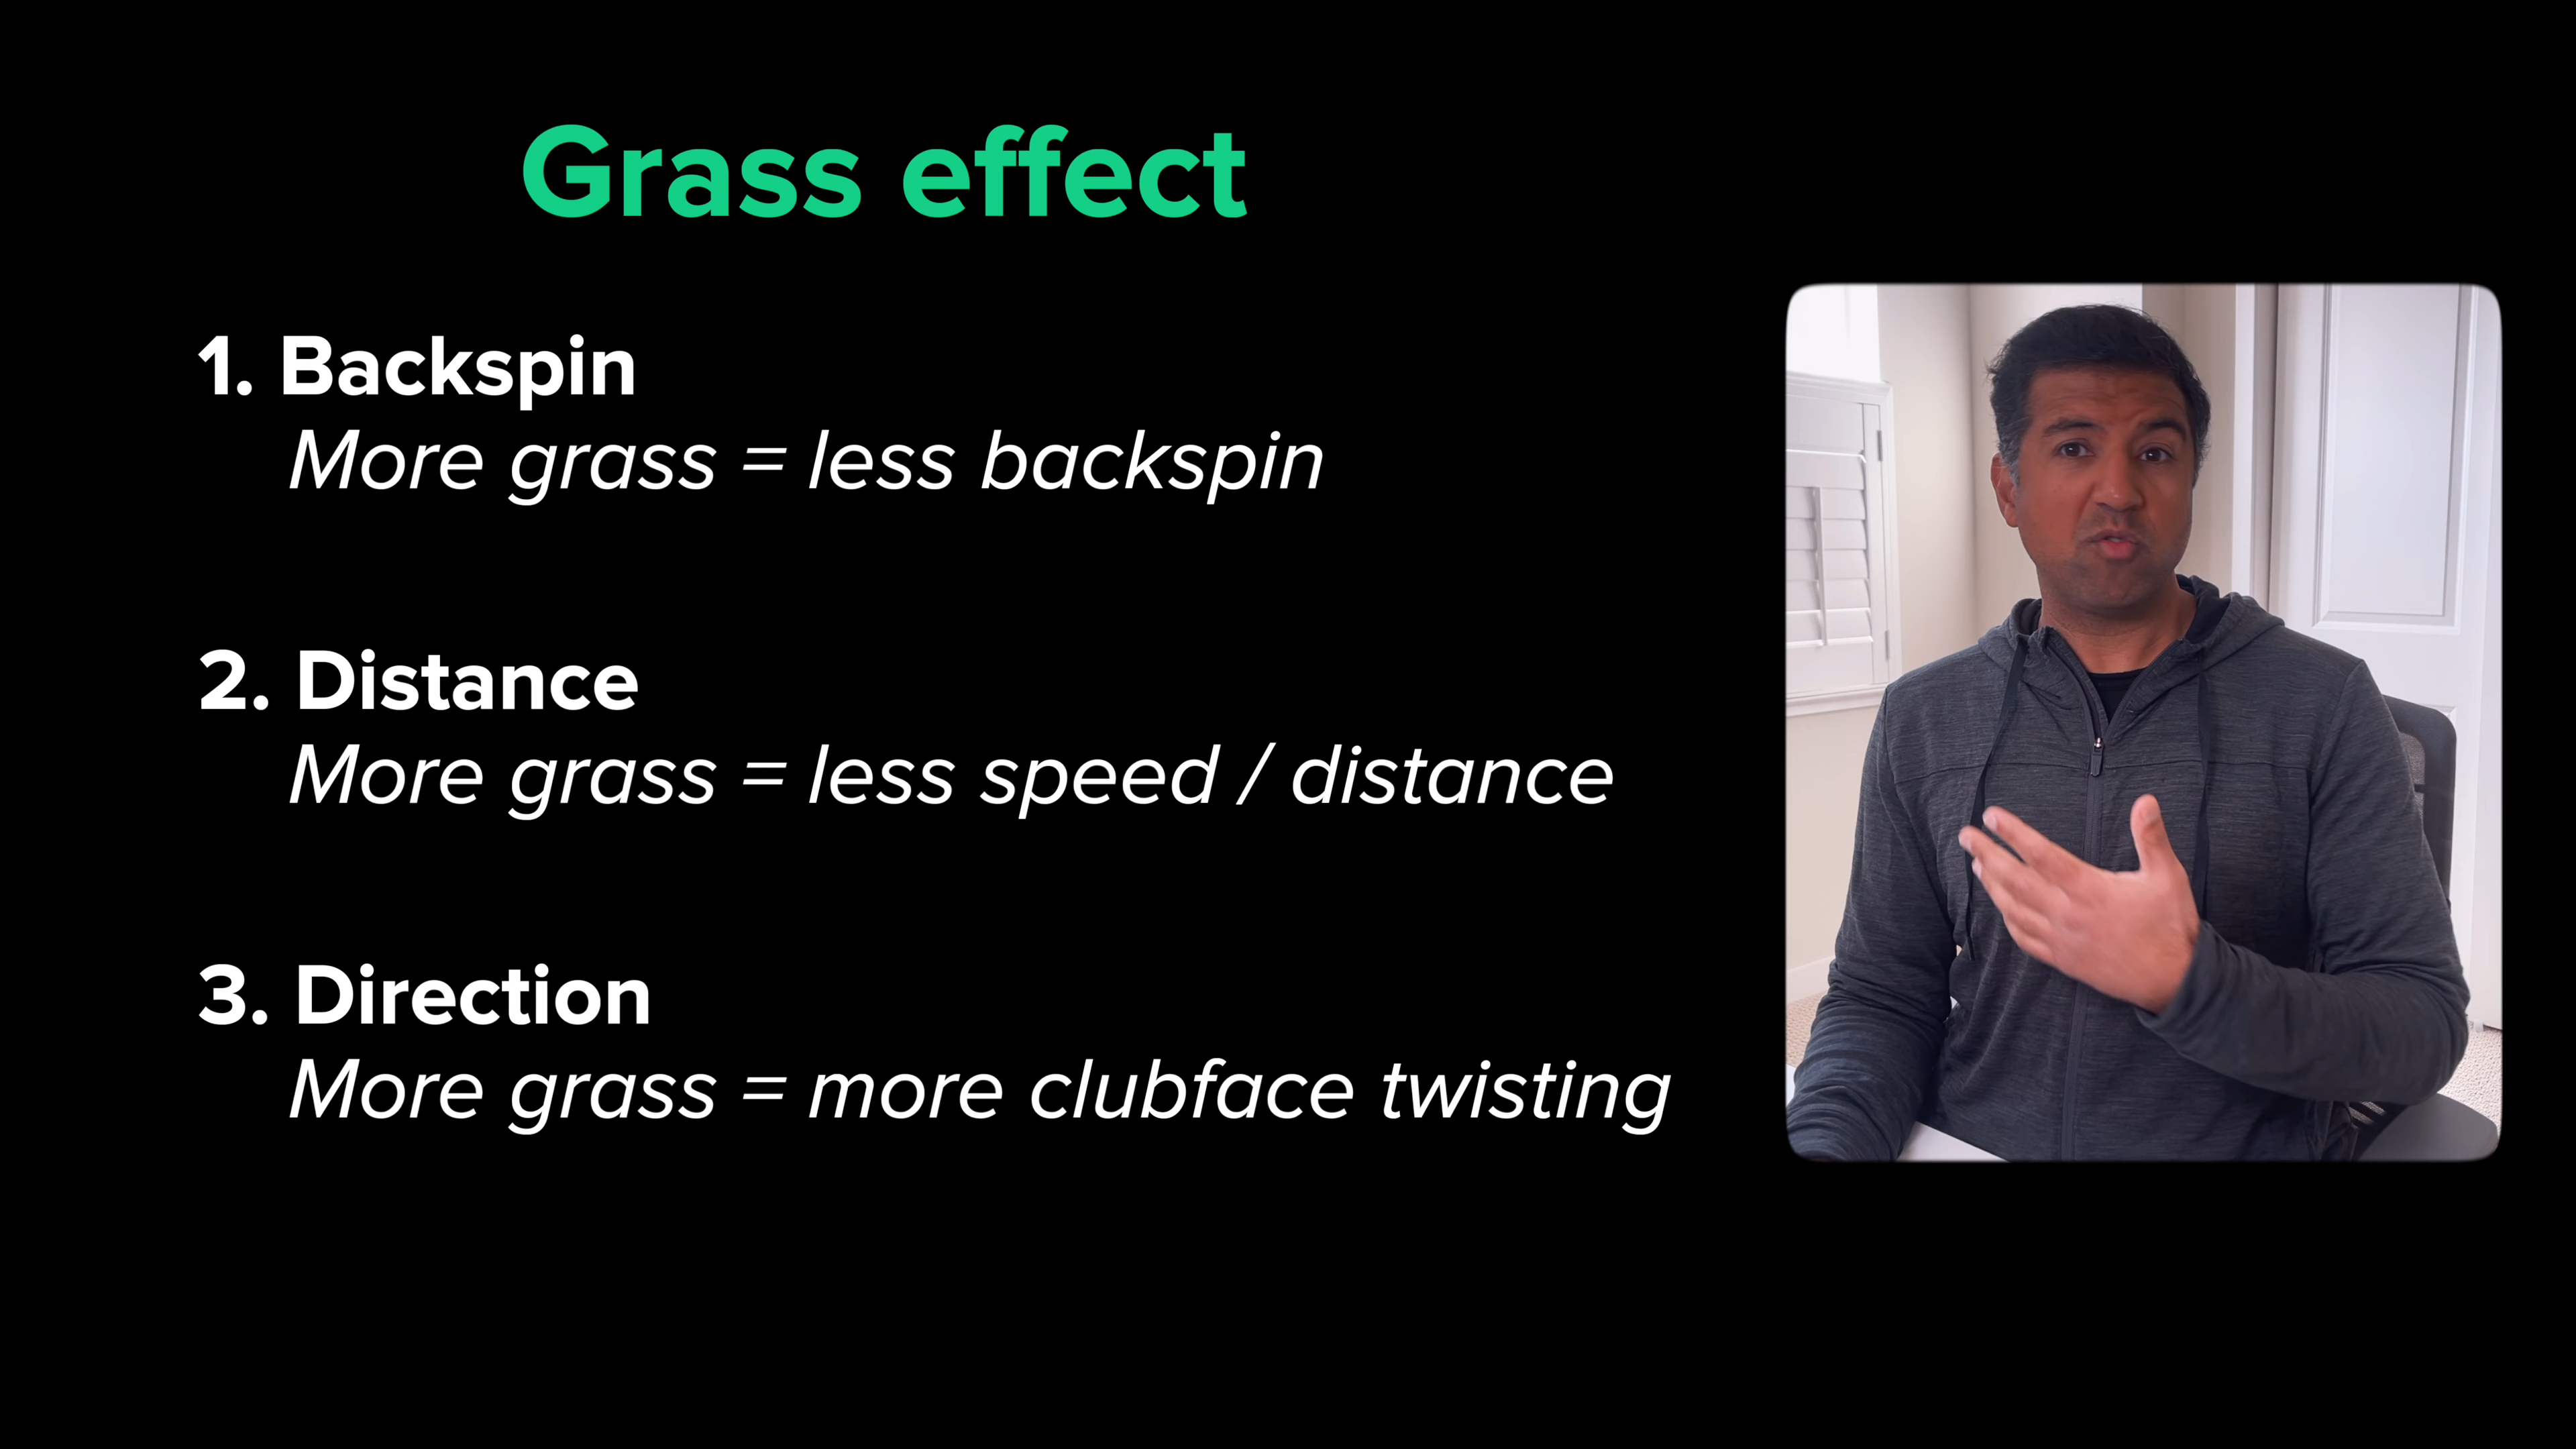 Grass effect
1. Backspin
More grass = less backspin
2. Distance
More grass = less speed / distance
3. Direction
More grass = more clubface twisting